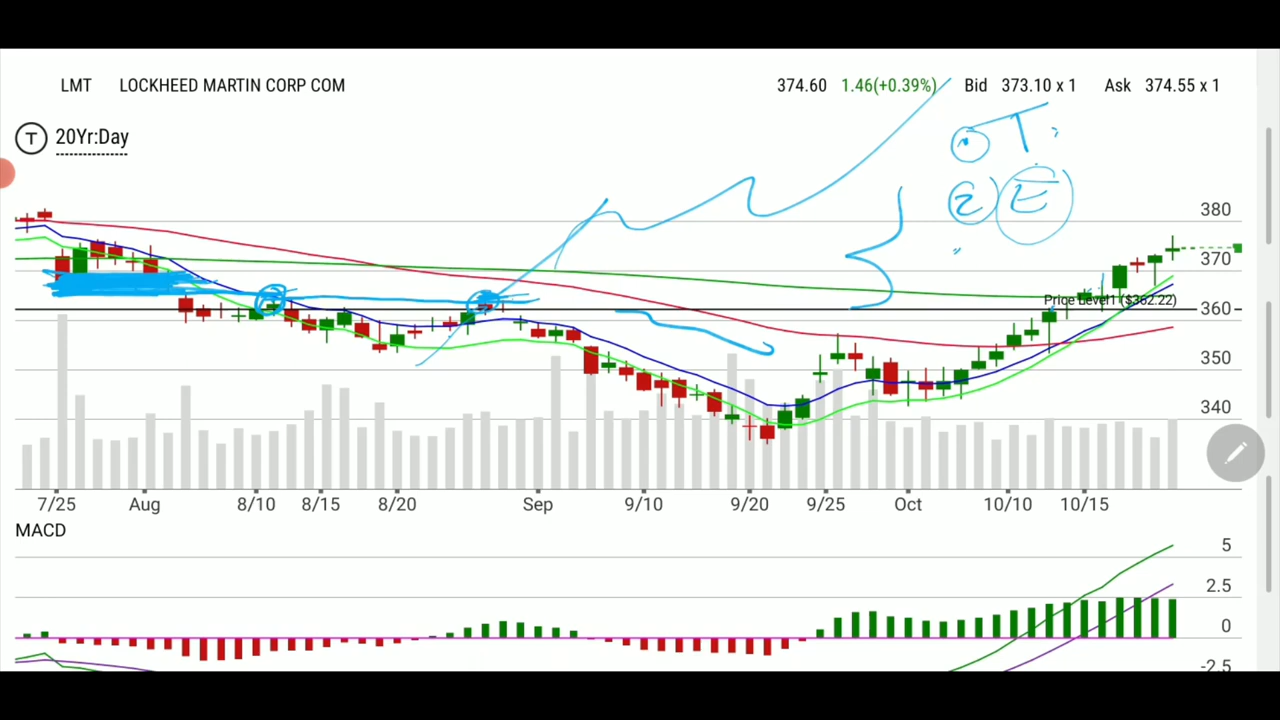 LMT LOCKHEED MARTIN CORP COM 374.60 1.46(+0.39%) Bid 373.10 x 1 Ask 374.55 x 1
T 20Yr:Day
T
E
380
370
Price Level1 ($362.22)
360
350
340
7/25 Aug 8/10 8/15 8/20 Sep 9/10 9/20 9/25 Oct 10/10 10/15
MACD
5
2.5
0
-2.5